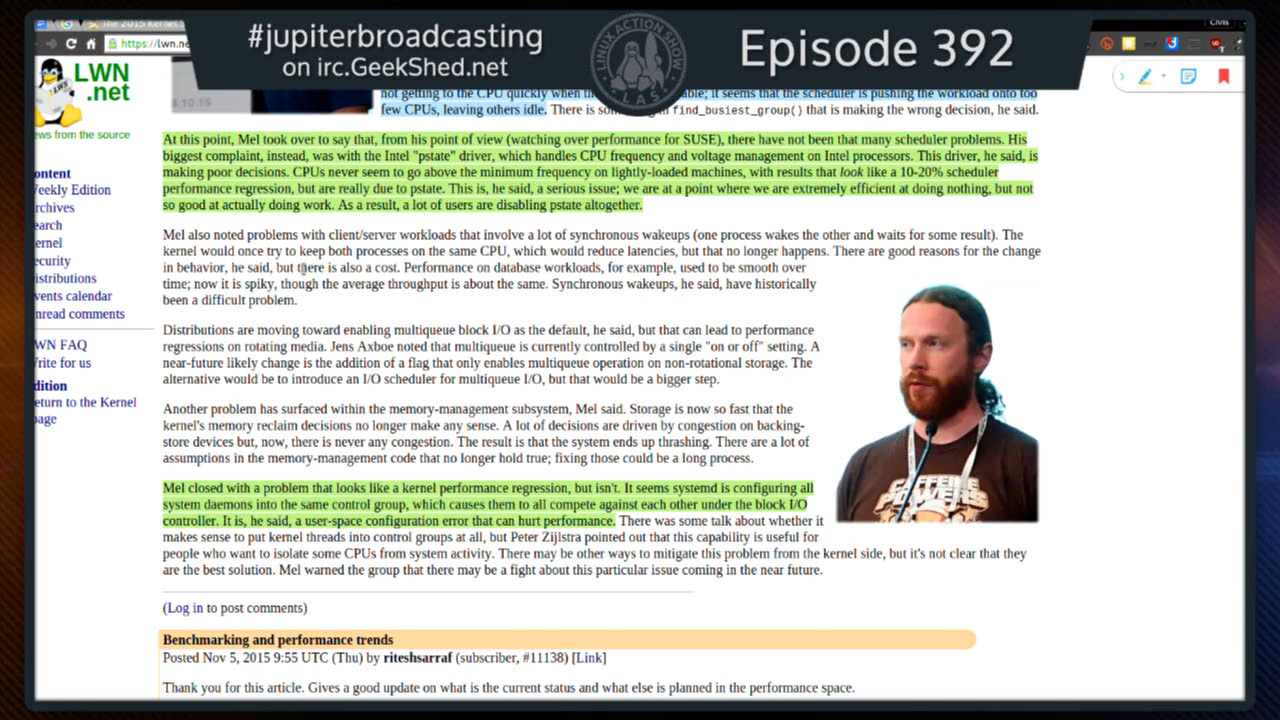 #jupiterbroadcasting
on irc.GeekShed.net
LINUX ACTION SHOW
L.A.S.
Episode 392
The 2015 Kernel
Chris
https://lwn.ne
LWN
.net
ews from the source
ontent
Veekly Edition
rchives
earch
ernel
ecurity
istributions
vents calendar
nread comments
WN FAQ
Vrite for us
dition
eturn to the Kernel
page
.10.15
not getting to the CPU quickly when th able; it seems that the scheduler is pushing the workload onto too
few CPUs, leaving others idle. There is som find_busiest_group() that is making the wrong decision, he said.
At this point, Mel took over to say that, from his point of view (watching over performance for SUSE), there have not been that many scheduler problems. His
biggest complaint, instead, was with the Intel "pstate" driver, which handles CPU frequency and voltage management on Intel processors. This driver, he said, is
making poor decisions. CPUs never seem to go above the minimum frequency on lightly-loaded machines, with results that look like a 10-20% scheduler
performance regression, but are really due to pstate. This is, he said, a serious issue; we are at a point where we are extremely efficient at doing nothing, but not
so good at actually doing work. As a result, a lot of users are disabling pstate altogether.
Mel also noted problems with client/server workloads that involve a lot of synchronous wakeups (one process wakes the other and waits for some result). The
kernel would once try to keep both processes on the same CPU, which would reduce latencies, but that no longer happens. There are good reasons for the change
in behavior, he said, but there is also a cost. Performance on database workloads, for example, used to be smooth over
time; now it is spiky, though the average throughput is about the same. Synchronous wakeups, he said, have historically
been a difficult problem.
Distributions are moving toward enabling multiqueue block I/O as the default, he said, but that can lead to performance
regressions on rotating media. Jens Axboe noted that multiqueue is currently controlled by a single "on or off" setting. A
near-future likely change is the addition of a flag that only enables multiqueue operation on non-rotational storage. The
alternative would be to introduce an I/O scheduler for multiqueue I/O, but that would be a bigger step.
Another problem has surfaced within the memory-management subsystem, Mel said. Storage is now so fast that the
kernel's memory reclaim decisions no longer make any sense. A lot of decisions are driven by congestion on backing-
store devices but, now, there is never any congestion. The result is that the system ends up thrashing. There are a lot of
assumptions in the memory-management code that no longer hold true; fixing those could be a long process.
CAFFEINE
POWERS
Mel closed with a problem that looks like a kernel performance regression, but isn't. It seems systemd is configuring all
system daemons into the same control group, which causes them to all compete against each other under the block I/O
controller. It is, he said, a user-space configuration error that can hurt performance. There was some talk about whether it
makes sense to put kernel threads into control groups at all, but Peter Zijlstra pointed out that this capability is useful for
people who want to isolate some CPUs from system activity. There may be other ways to mitigate this problem from the kernel side, but it's not clear that they
are the best solution. Mel warned the group that there may be a fight about this particular issue coming in the near future.
(Log in to post comments)
Benchmarking and performance trends
Posted Nov 5, 2015 9:55 UTC (Thu) by riteshsarraf (subscriber, #11138) [Link]
Thank you for this article. Gives a good update on what is the current status and what else is planned in the performance space.